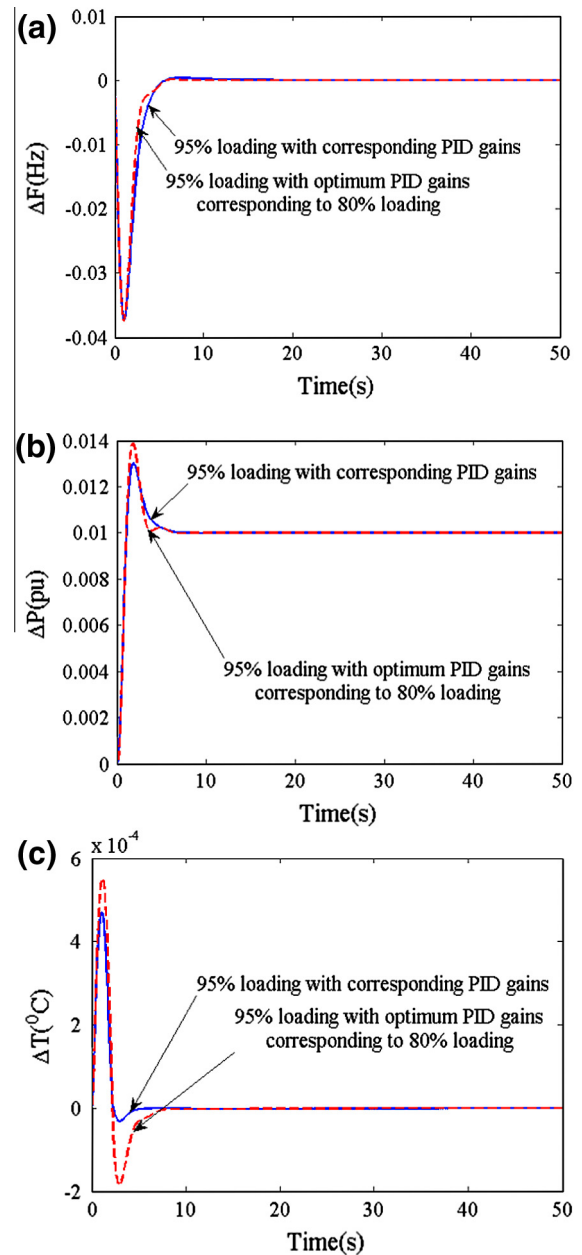 (a)
0.01
0
-0.01
-0.02
-0.03
-0.04
ΔF(Hz)
95% loading with corresponding PID gains
95% loading with optimum PID gains
corresponding to 80% loading
0 10 20 30 40 50
Time(s)
(b)
0.014
0.012
0.01
0.008
0.006
0.004
0.002
0
ΔP(pu)
95% loading with corresponding PID gains
95% loading with optimum PID gains
corresponding to 80% loading
0 10 20 30 40 50
Time(s)
(c)
x 10⁻⁴
6
4
2
0
-2
ΔT(⁰C)
95% loading with corresponding PID gains
95% loading with optimum PID gains
corresponding to 80% loading
0 10 20 30 40 50
Time(s)